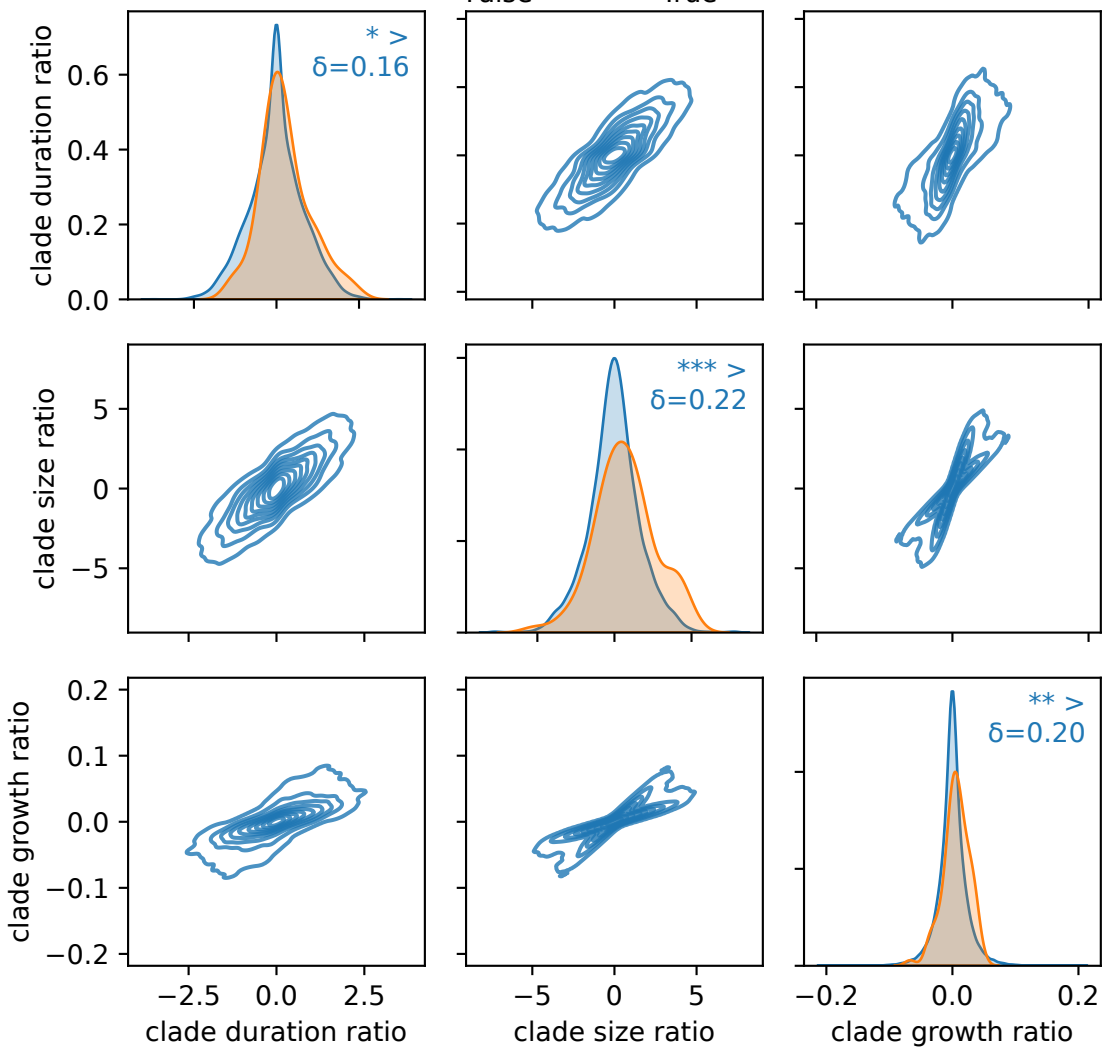 True
clade duration ratio
0.6
0.4
0.2
0.0
* >
δ=0.16
clade size ratio
5
0
−5
*** >
δ=0.22
clade growth ratio
0.2
0.1
0.0
−0.1
−0.2
** >
δ=0.20
−2.5 0.0 2.5
−5 0 5
−0.2 0.0 0.2
clade duration ratio
clade size ratio
clade growth ratio